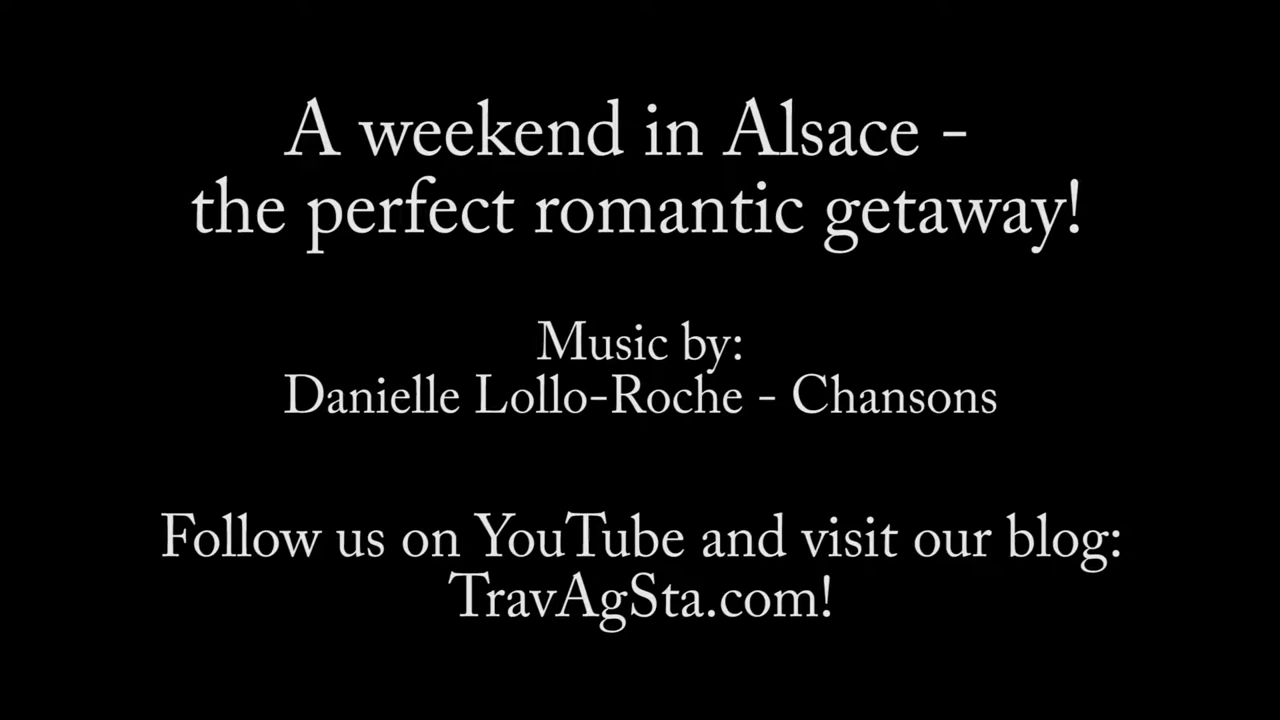 A weekend in Alsace -
the perfect romantic getaway!
Music by:
Danielle Lollo-Roche - Chansons
Follow us on YouTube and visit our blog:
TravAgSta.com!